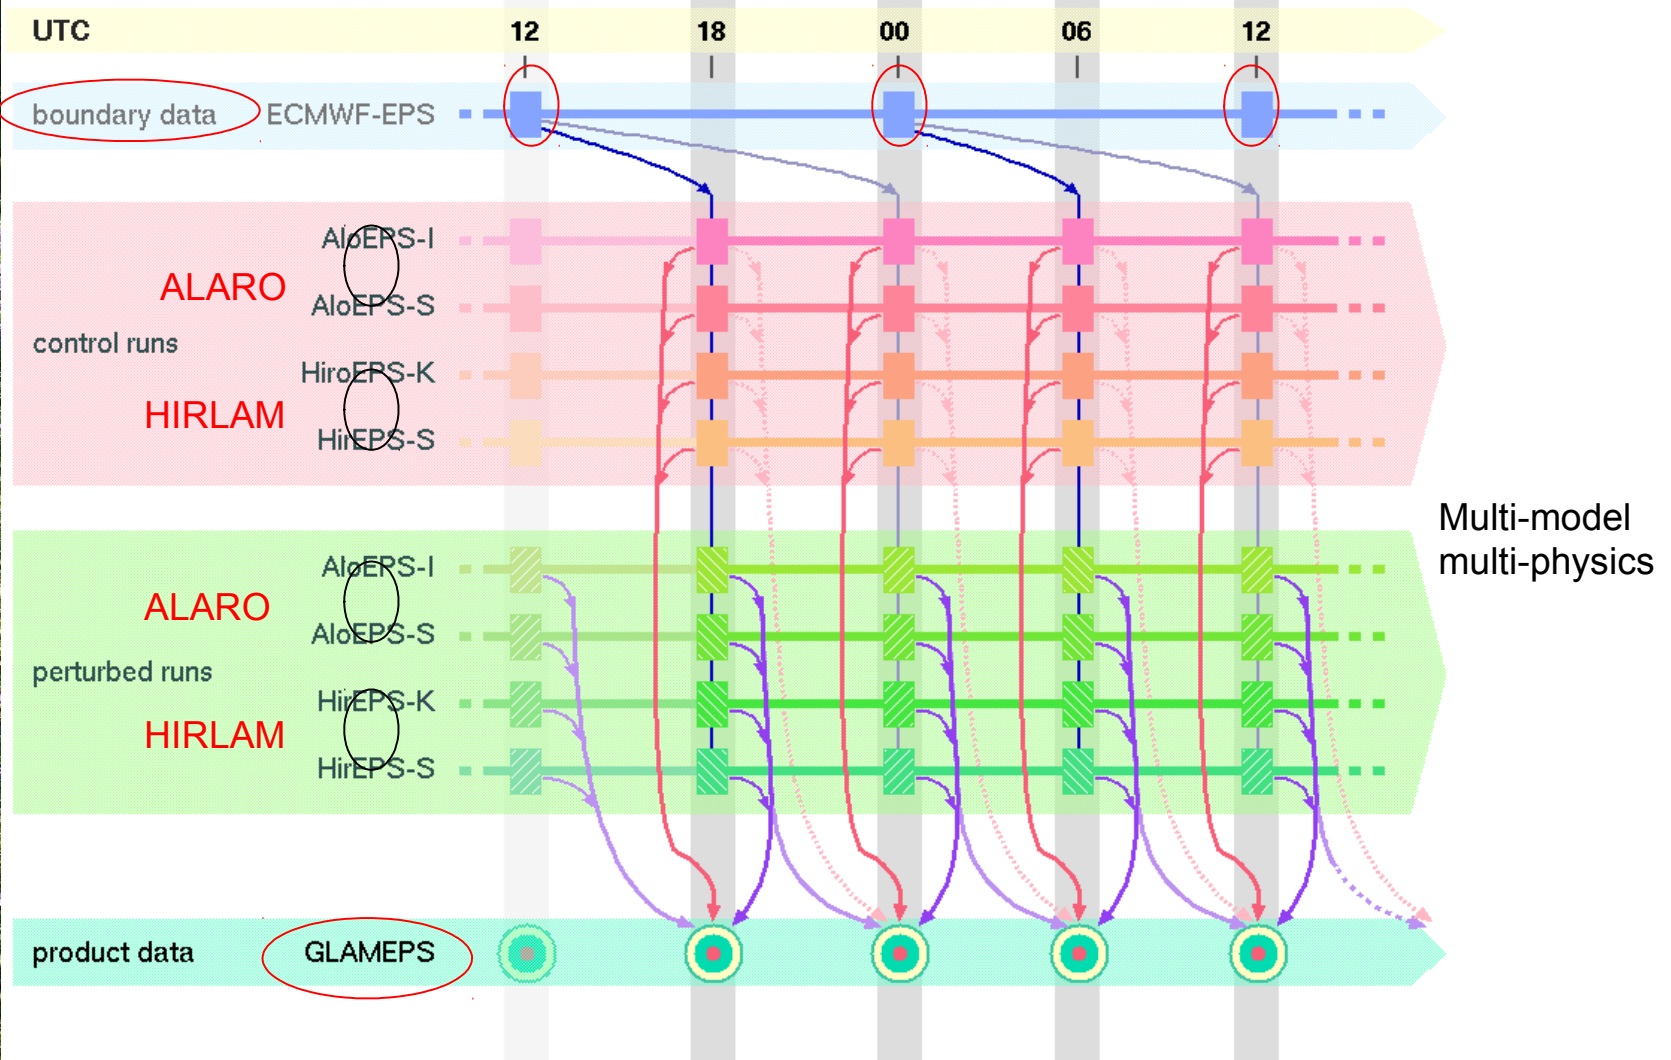 UTC 12 18 00 06 12
boundary data ECMWF-EPS
AloEPS-I
ALARO
AloEPS-S
control runs
HiroEPS-K
HIRLAM
HirEPS-S
Multi-model
multi-physics
AloEPS-I
ALARO
AloEPS-S
perturbed runs
HirEPS-K
HIRLAM
HirEPS-S
product data GLAMEPS